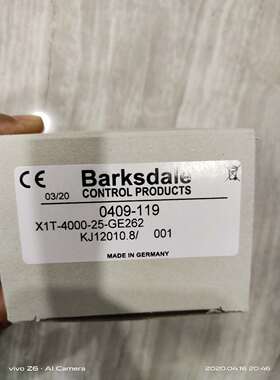 CE
Barksdale
03/20 CONTROL PRODUCTS
0409-119
X1T-4000-25-GE262
KJ12010.8/ 001
MADE IN GERMANY
vivo Z6 · AI Camera
2020.04.16 20:46